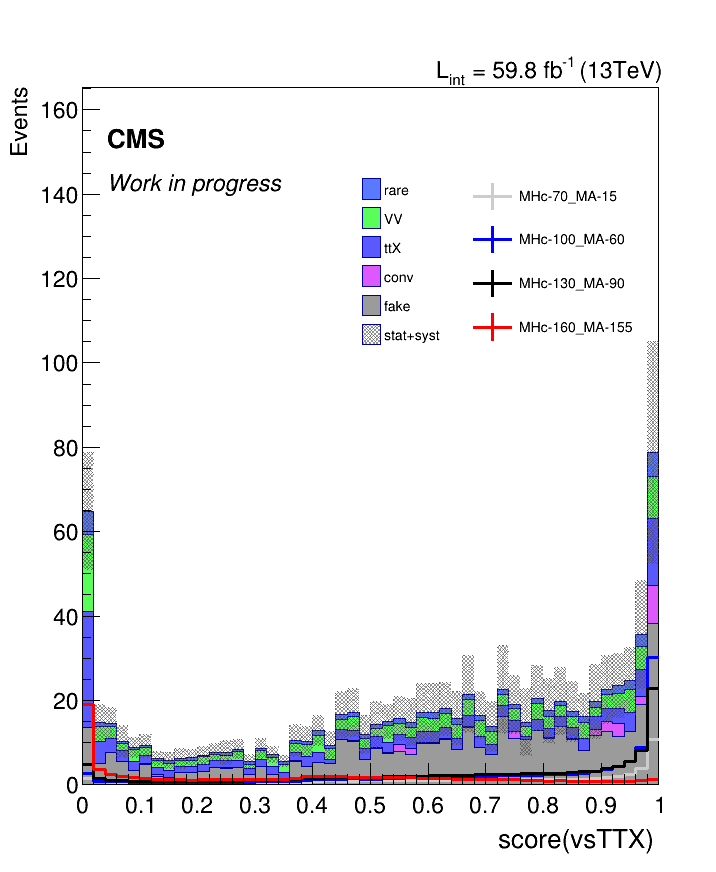 L_int = 59.8 fb^-1 (13TeV)
Events
160
CMS
Work in progress
140
120
100
80
60
40
20
0
rare
VV
ttX
conv
fake
stat+syst
MHc-70_MA-15
MHc-100_MA-60
MHc-130_MA-90
MHc-160_MA-155
0 0.1 0.2 0.3 0.4 0.5 0.6 0.7 0.8 0.9 1
score(vsTTX)